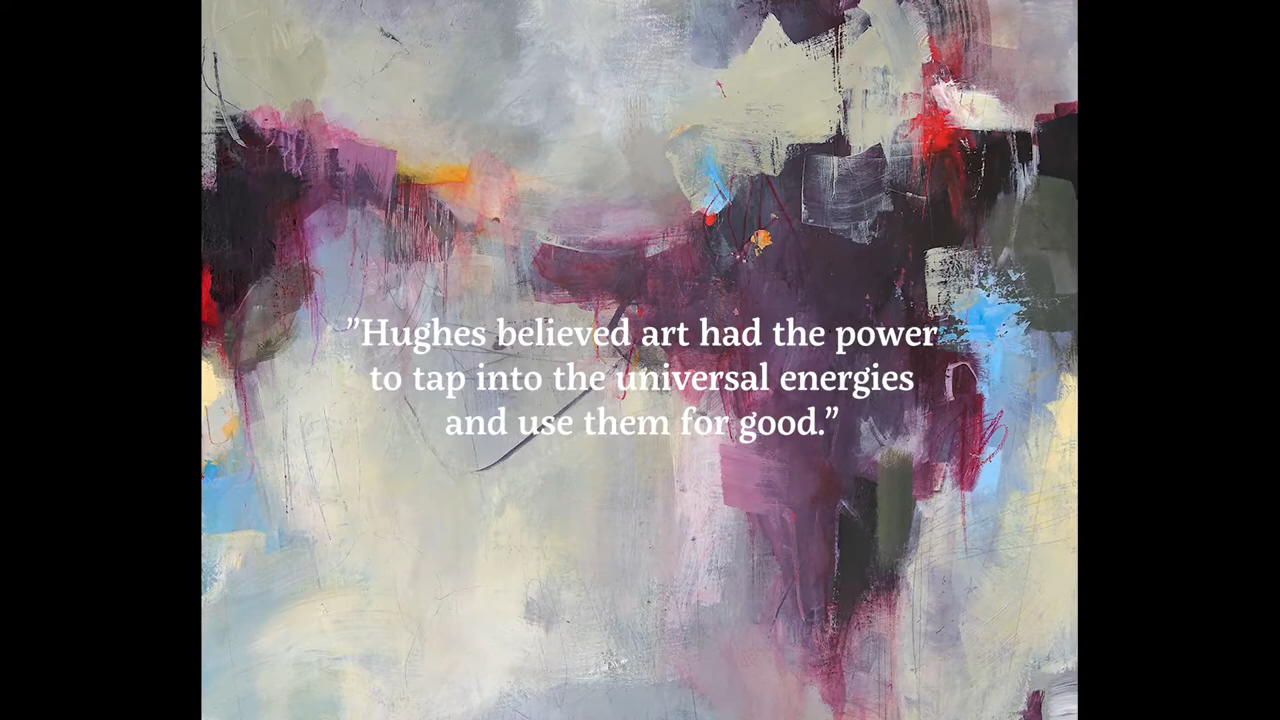 ”Hughes believed art had the power
to tap into the universal energies
and use them for good.”